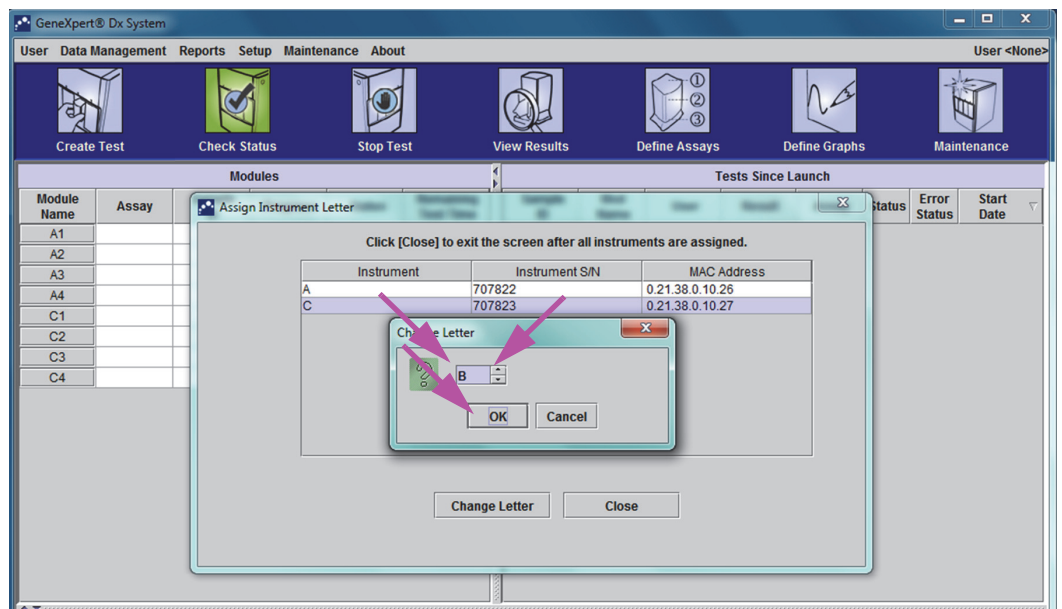 GeneXpert® Dx System
User Data Management Reports Setup Maintenance About User <None>
Create Test Check Status Stop Test View Results Define Assays Define Graphs Maintenance
Modules Tests Since Launch
Module Name Assay Status Error Status Start Date
A1
A2
A3
A4
C1
C2
C3
C4
Assign Instrument Letter
Click [Close] to exit the screen after all instruments are assigned.
Instrument Instrument S/N MAC Address
A 707822 0.21.38.0.10.26
C 707823 0.21.38.0.10.27
Letter
B
OK Cancel
Change Letter Close